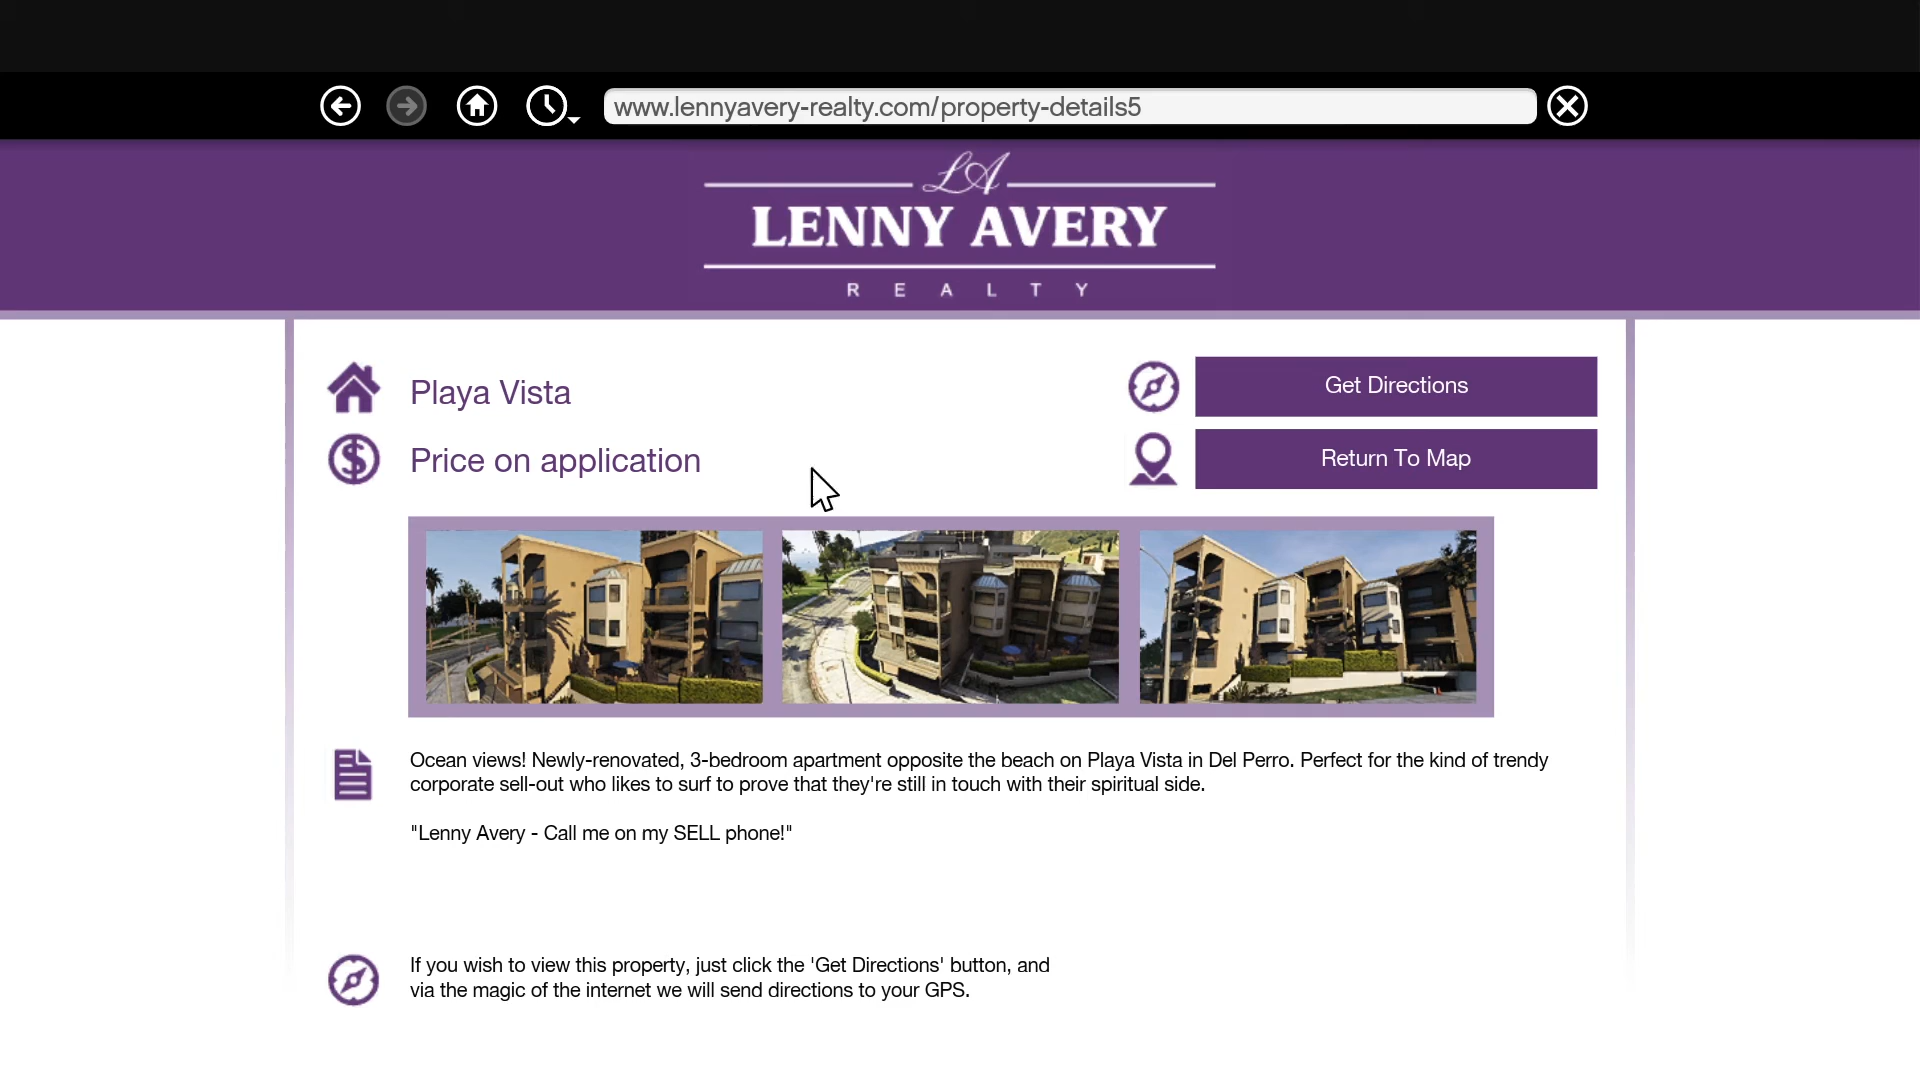 www.lennyavery-realty.com/property-details5
LA
LENNY AVERY
REALTY
Playa Vista
Get Directions
Price on application
Return To Map
Ocean views! Newly-renovated, 3-bedroom apartment opposite the beach on Playa Vista in Del Perro. Perfect for the kind of trendy
corporate sell-out who likes to surf to prove that they're still in touch with their spiritual side.
"Lenny Avery - Call me on my SELL phone!"
If you wish to view this property, just click the 'Get Directions' button, and
via the magic of the internet we will send directions to your GPS.